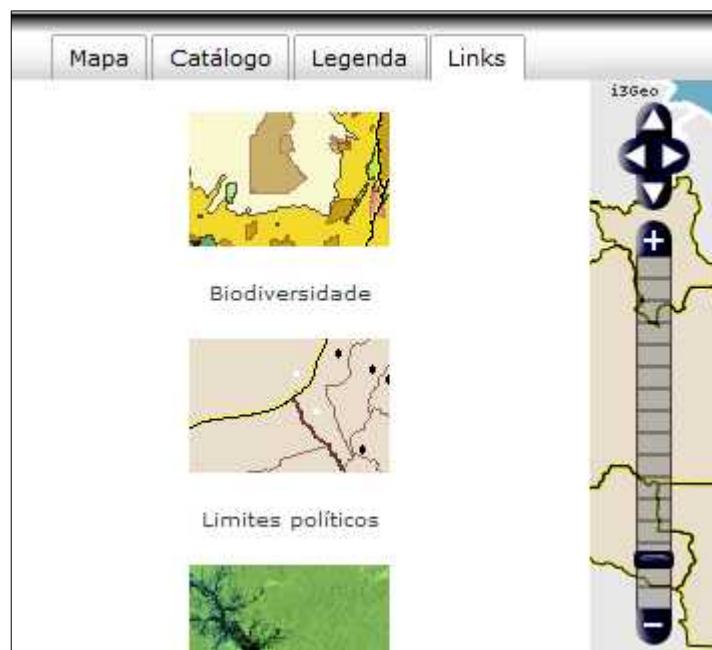 Mapa Catálogo Legenda Links
i3Geo
+
Biodiversidade
Limites políticos
−